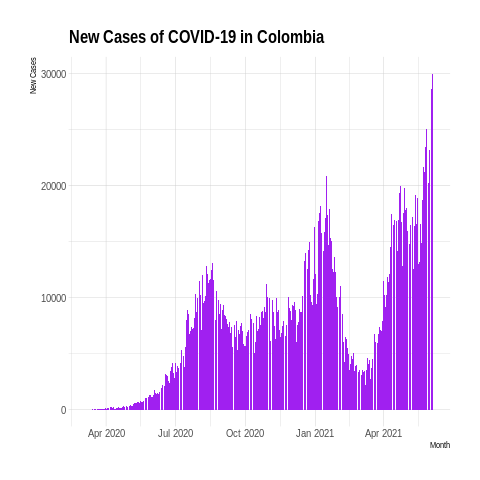 New Cases of COVID-19 in Colombia
New Cases
30000
20000
10000
0
Apr 2020 Jul 2020 Oct 2020 Jan 2021 Apr 2021
Month